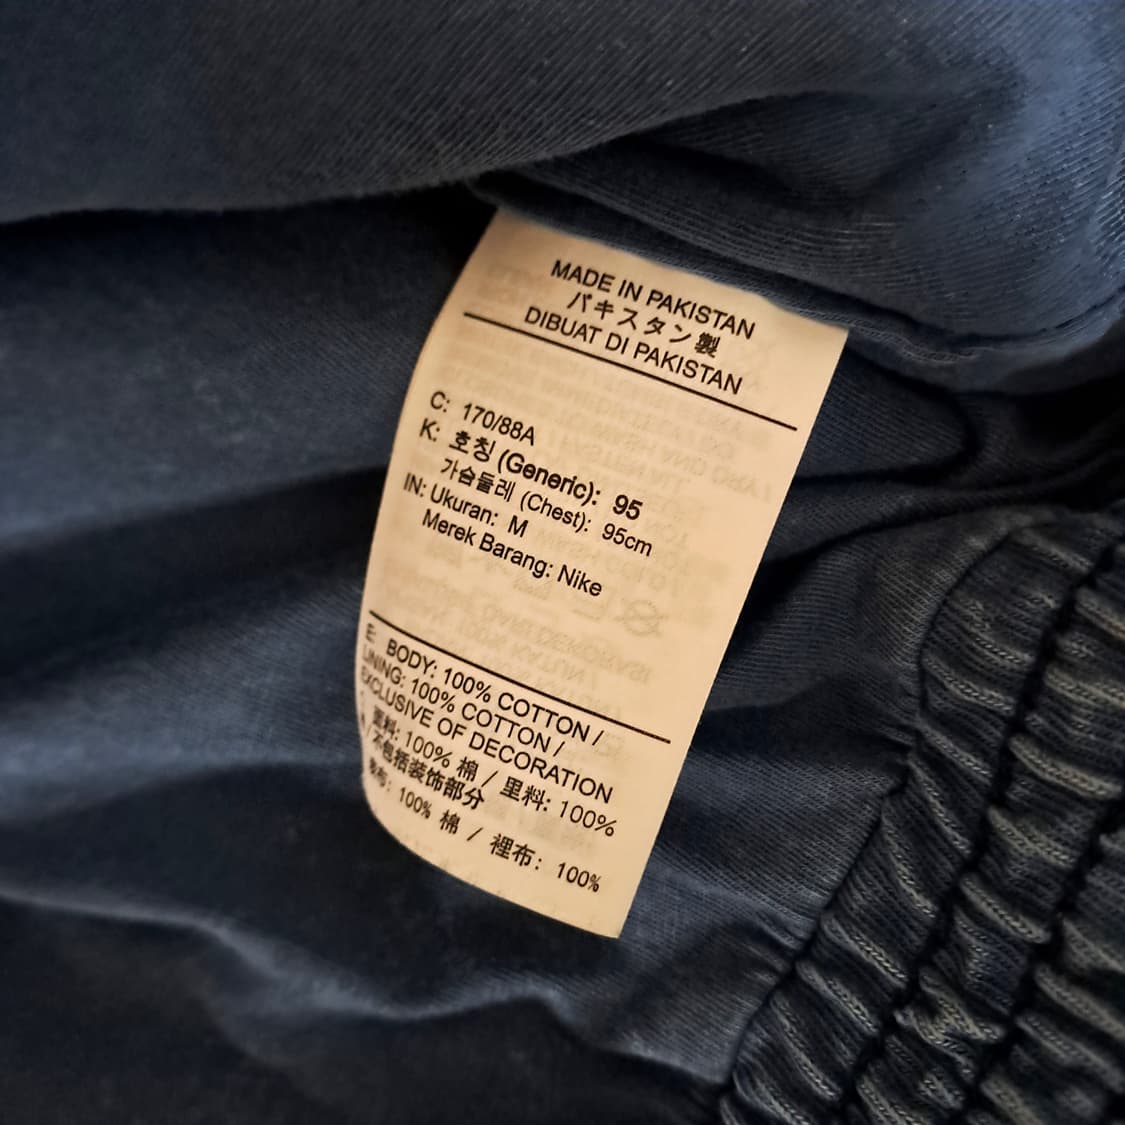 MADE IN PAKISTAN
パキスタン製
DIBUAT DI PAKISTAN
C: 170/88A
K: 호칭 (Generic): 95
가슴둘레 (Chest): 95cm
IN: Ukuran: M
Merek Barang: Nike
E BODY: 100% COTTON /
LINING: 100% COTTON /
EXCLUSIVE OF DECORATION
里料: 100% 棉 / 里料: 100%
/不包括装饰部分
布: 100% 棉 / 裡布: 100%